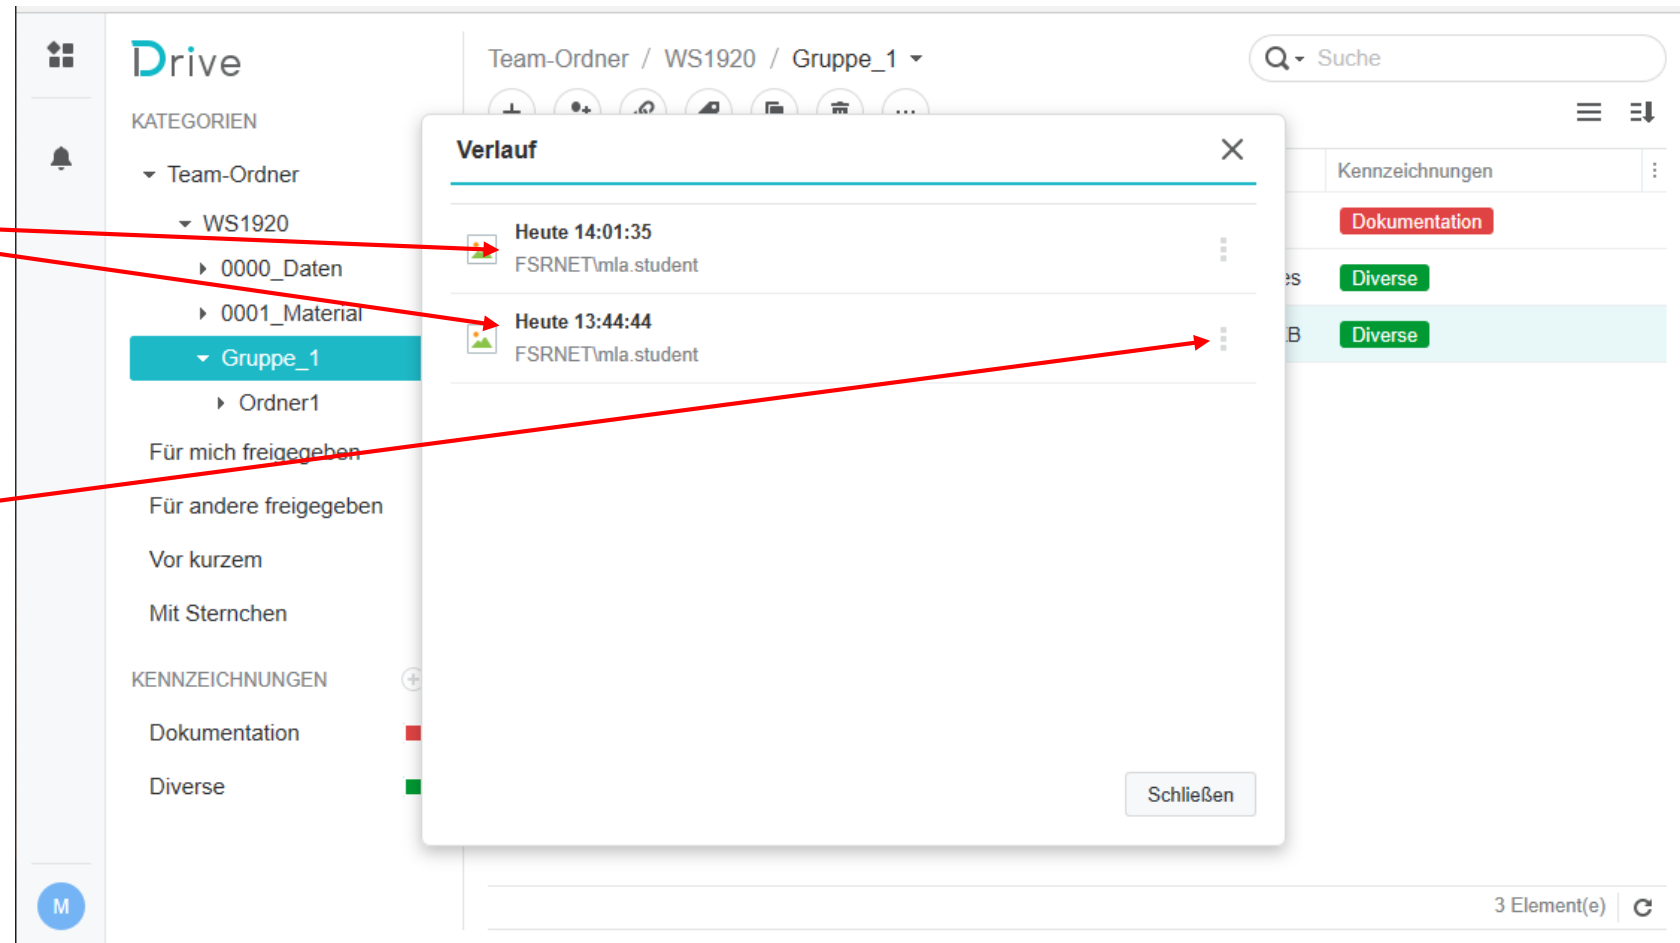 Drive
KATEGORIEN
Team-Ordner
WS1920
0000_Daten
0001_Material
Gruppe_1
Ordner1
Für mich freigegeben
Für andere freigegeben
Vor kurzem
Mit Sternchen
KENNZEICHNUNGEN
Dokumentation
Diverse
M
Team-Ordner / WS1920 / Gruppe_1
Suche
Verlauf
Heute 14:01:35
FSRNET\mla.student
Heute 13:44:44
FSRNET\mla.student
Schließen
Kennzeichnungen
Dokumentation
Diverse
Diverse
3 Element(e)